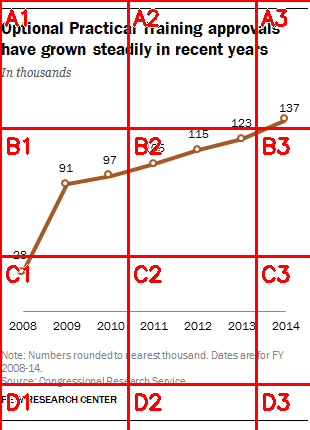 A1 A2 A3
Optional Practical Training approvals
have grown steadily in recent years
In thousands
137
123
115
B1 B2 B3
97
91
28
C1 C2 C3
2008 2009 2010 2011 2012 2013 2014
Note: Numbers rounded to nearest thousand. Dates are for FY
2008-14.
Source: Congressional Research Service
D1 D2 D3
PEW RESEARCH CENTER